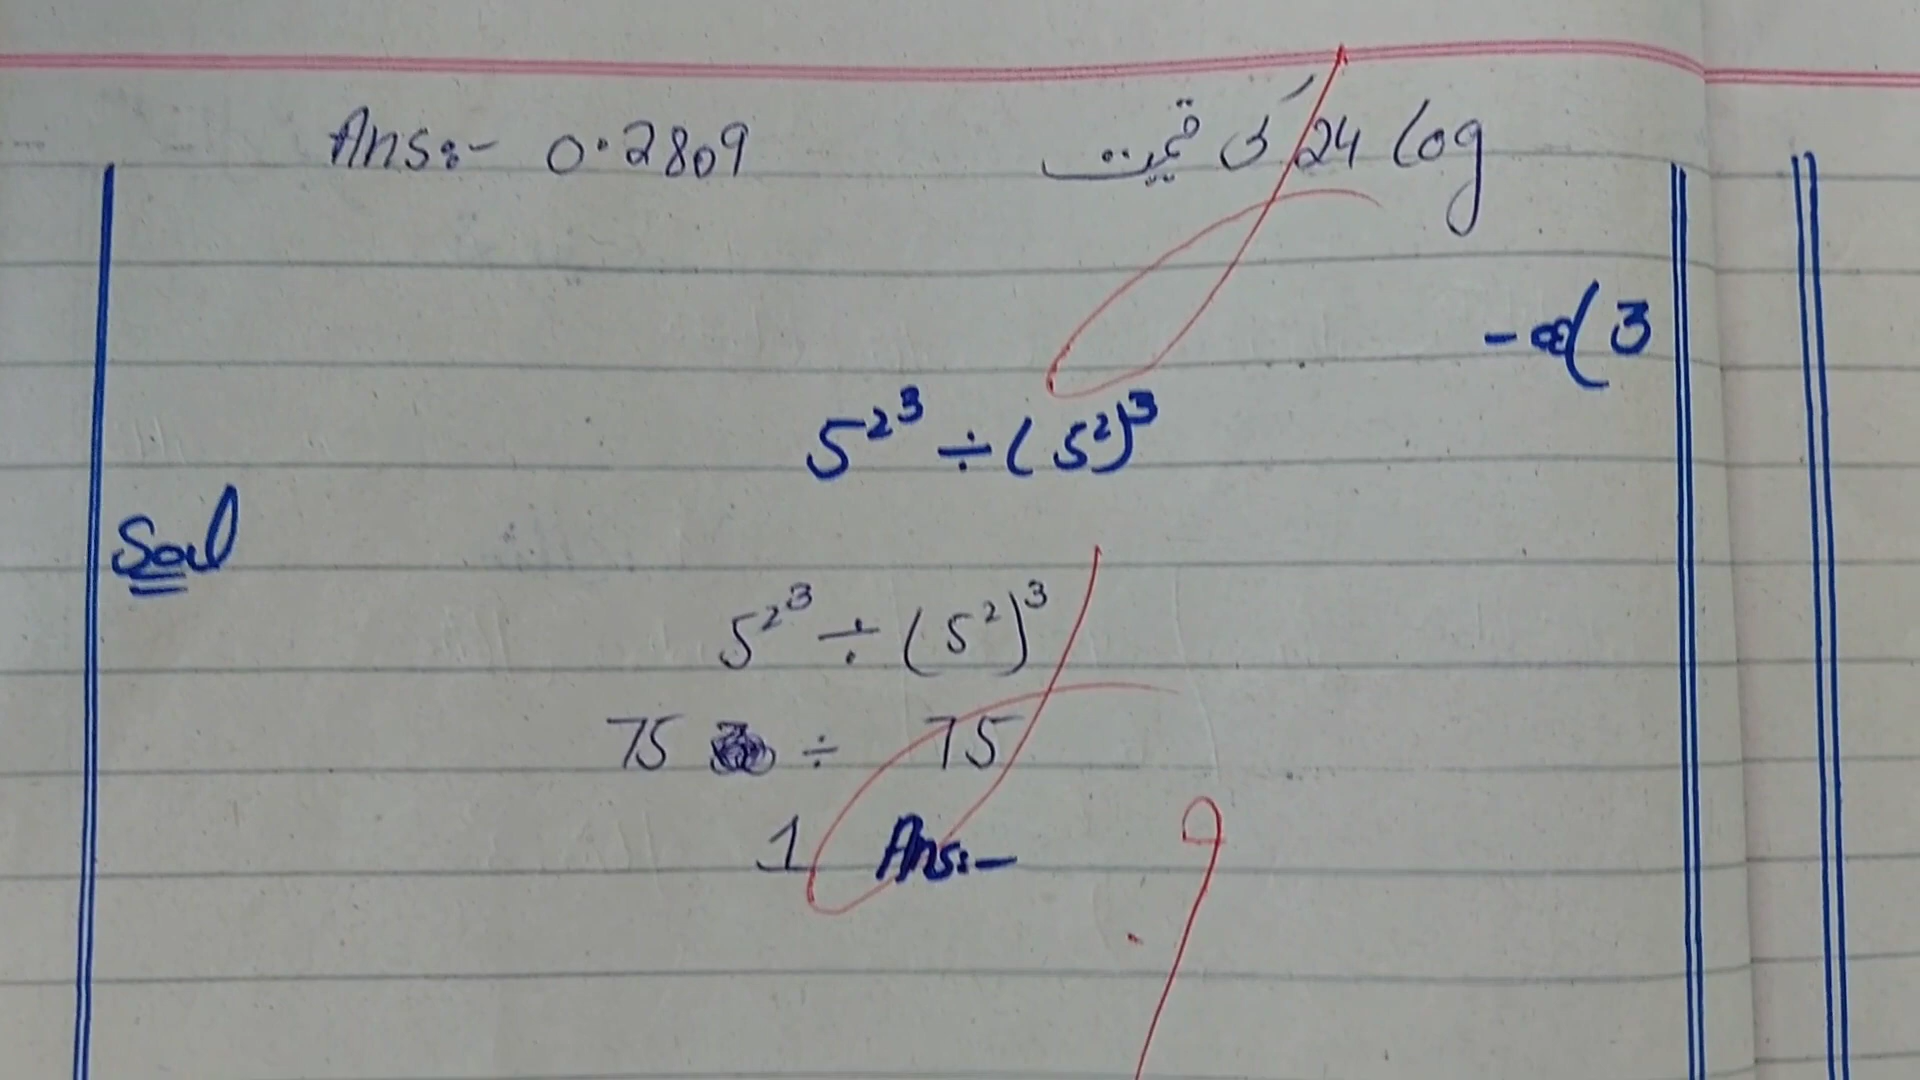 Ans:- 0.2809 log 24 کی قیمت
3) -
5^2^3 ÷ (5^2)^3
Sol
5^2^3 ÷ (5^2)^3
75 ÷ 75
1 Ans:-